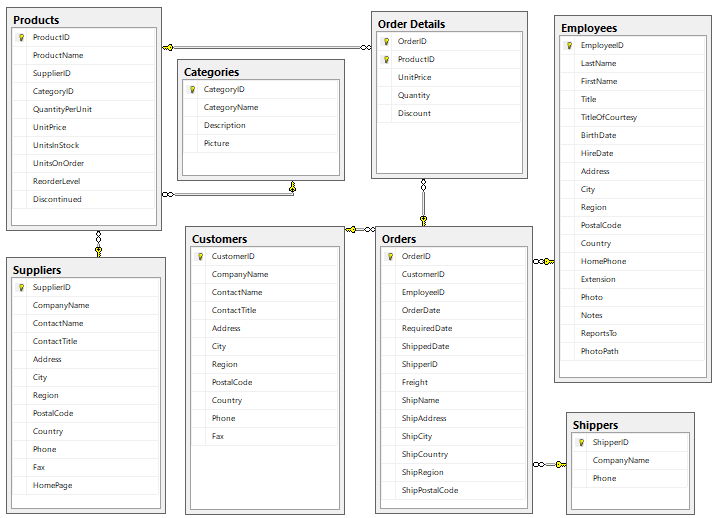 Products
ProductID
ProductName
SupplierID
CategoryID
QuantityPerUnit
UnitPrice
UnitsInStock
UnitsOnOrder
ReorderLevel
Discontinued
Categories
CategoryID
CategoryName
Description
Picture
Order Details
OrderID
ProductID
UnitPrice
Quantity
Discount
Employees
EmployeeID
LastName
FirstName
Title
TitleOfCourtesy
BirthDate
HireDate
Address
City
Region
PostalCode
Country
HomePhone
Extension
Photo
Notes
ReportsTo
PhotoPath
Suppliers
SupplierID
CompanyName
ContactName
ContactTitle
Address
City
Region
PostalCode
Country
Phone
Fax
HomePage
Customers
CustomerID
CompanyName
ContactName
ContactTitle
Address
City
Region
PostalCode
Country
Phone
Fax
Orders
OrderID
CustomerID
EmployeeID
OrderDate
RequiredDate
ShippedDate
ShipperID
Freight
ShipName
ShipAddress
ShipCity
ShipCountry
ShipRegion
ShipPostalCode
Shippers
ShipperID
CompanyName
Phone